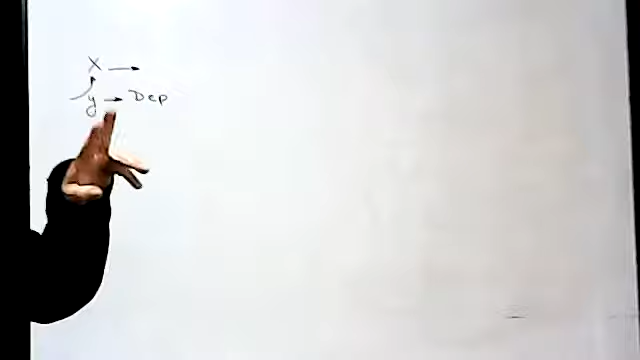 X →
y → Dep